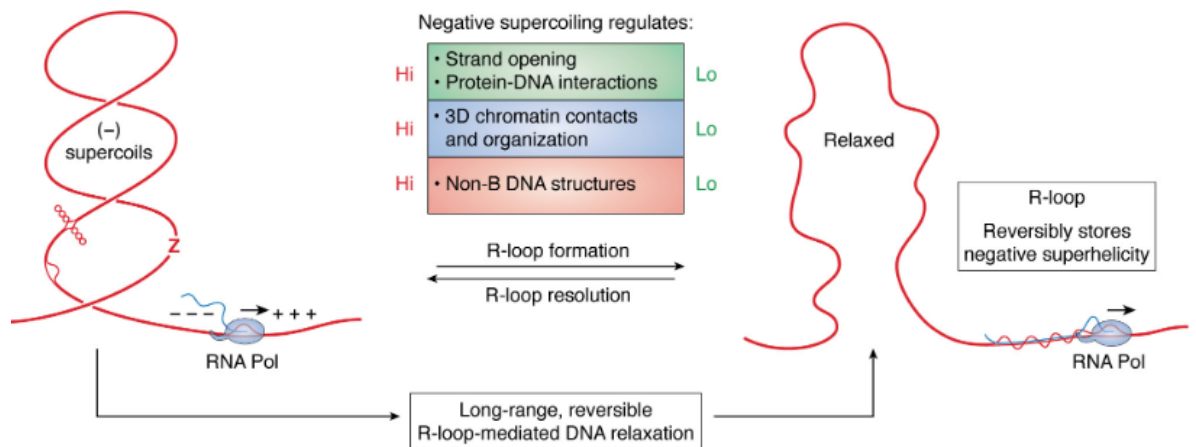 Negative supercoiling regulates:
Hi
• Strand opening
• Protein-DNA interactions
Lo
Hi
• 3D chromatin contacts
and organization
Lo
Hi
• Non-B DNA structures
Lo
(–)
supercoils
Z
– – –
+ + +
RNA Pol
R-loop formation
R-loop resolution
Relaxed
R-loop
Reversibly stores
negative superhelicity
RNA Pol
Long-range, reversible
R-loop-mediated DNA relaxation